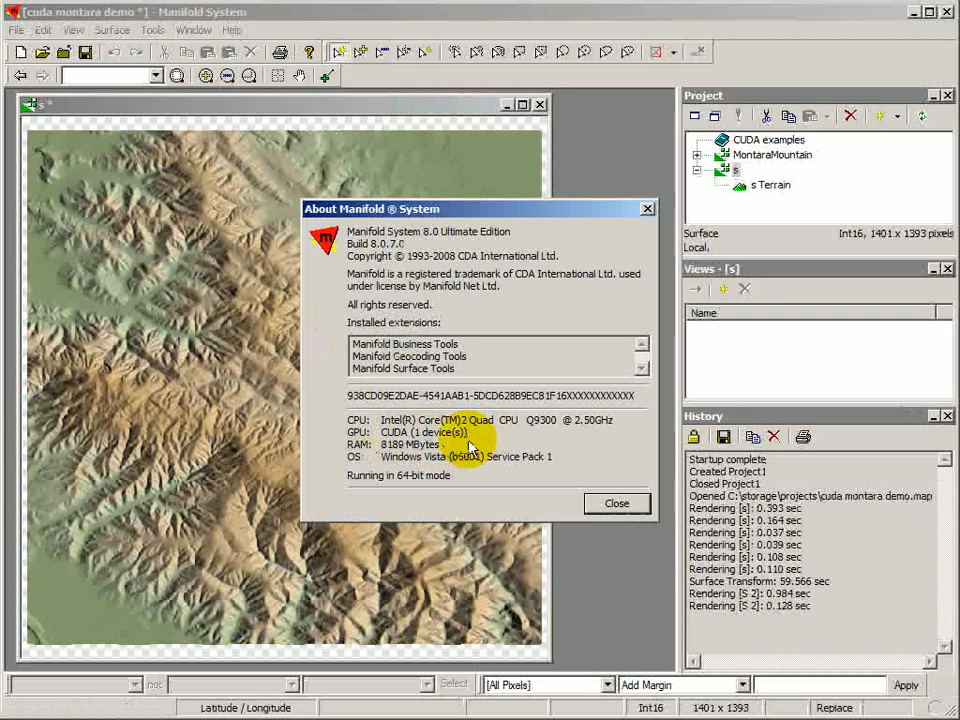 [cuda montara demo *] - Manifold System
File Edit View Surface Tools Window Help
s *
About Manifold ® System
m
Manifold System 8.0 Ultimate Edition
Build 8.0.7.0
Copyright © 1993-2008 CDA International Ltd.
Manifold is a registered trademark of CDA International Ltd. used
under license by Manifold Net Ltd.
All rights reserved.
Installed extensions:
Manifold Business Tools
Manifold Geocoding Tools
Manifold Surface Tools
938CD09E2DAE-4541AAB1-5DCD628B9EC81F16XXXXXXXXXXXX
CPU: Intel(R) Core(TM)2 Quad CPU Q9300 @ 2.50GHz
GPU: CUDA (1 device(s))
RAM: 8189 MBytes
OS: Windows Vista (b6001) Service Pack 1
Running in 64-bit mode
Close
Project
CUDA examples
MontaraMountain
s
s Terrain
Surface Int16, 1401 x 1393 pixels
Local,
Views - [s]
Name
History
Startup complete
Created Project1
Closed Project1
Opened C:\storage\projects\cuda montara demo.map
Rendering [s]: 0.393 sec
Rendering [s]: 0.164 sec
Rendering [s]: 0.037 sec
Rendering [s]: 0.039 sec
Rendering [s]: 0.108 sec
Rendering [s]: 0.110 sec
Surface Transform: 59.566 sec
Rendering [S 2]: 0.984 sec
Rendering [S 2]: 0.128 sec
not Select [All Pixels] Add Margin Apply
Latitude / Longitude Int16 1401 x 1393 Replace